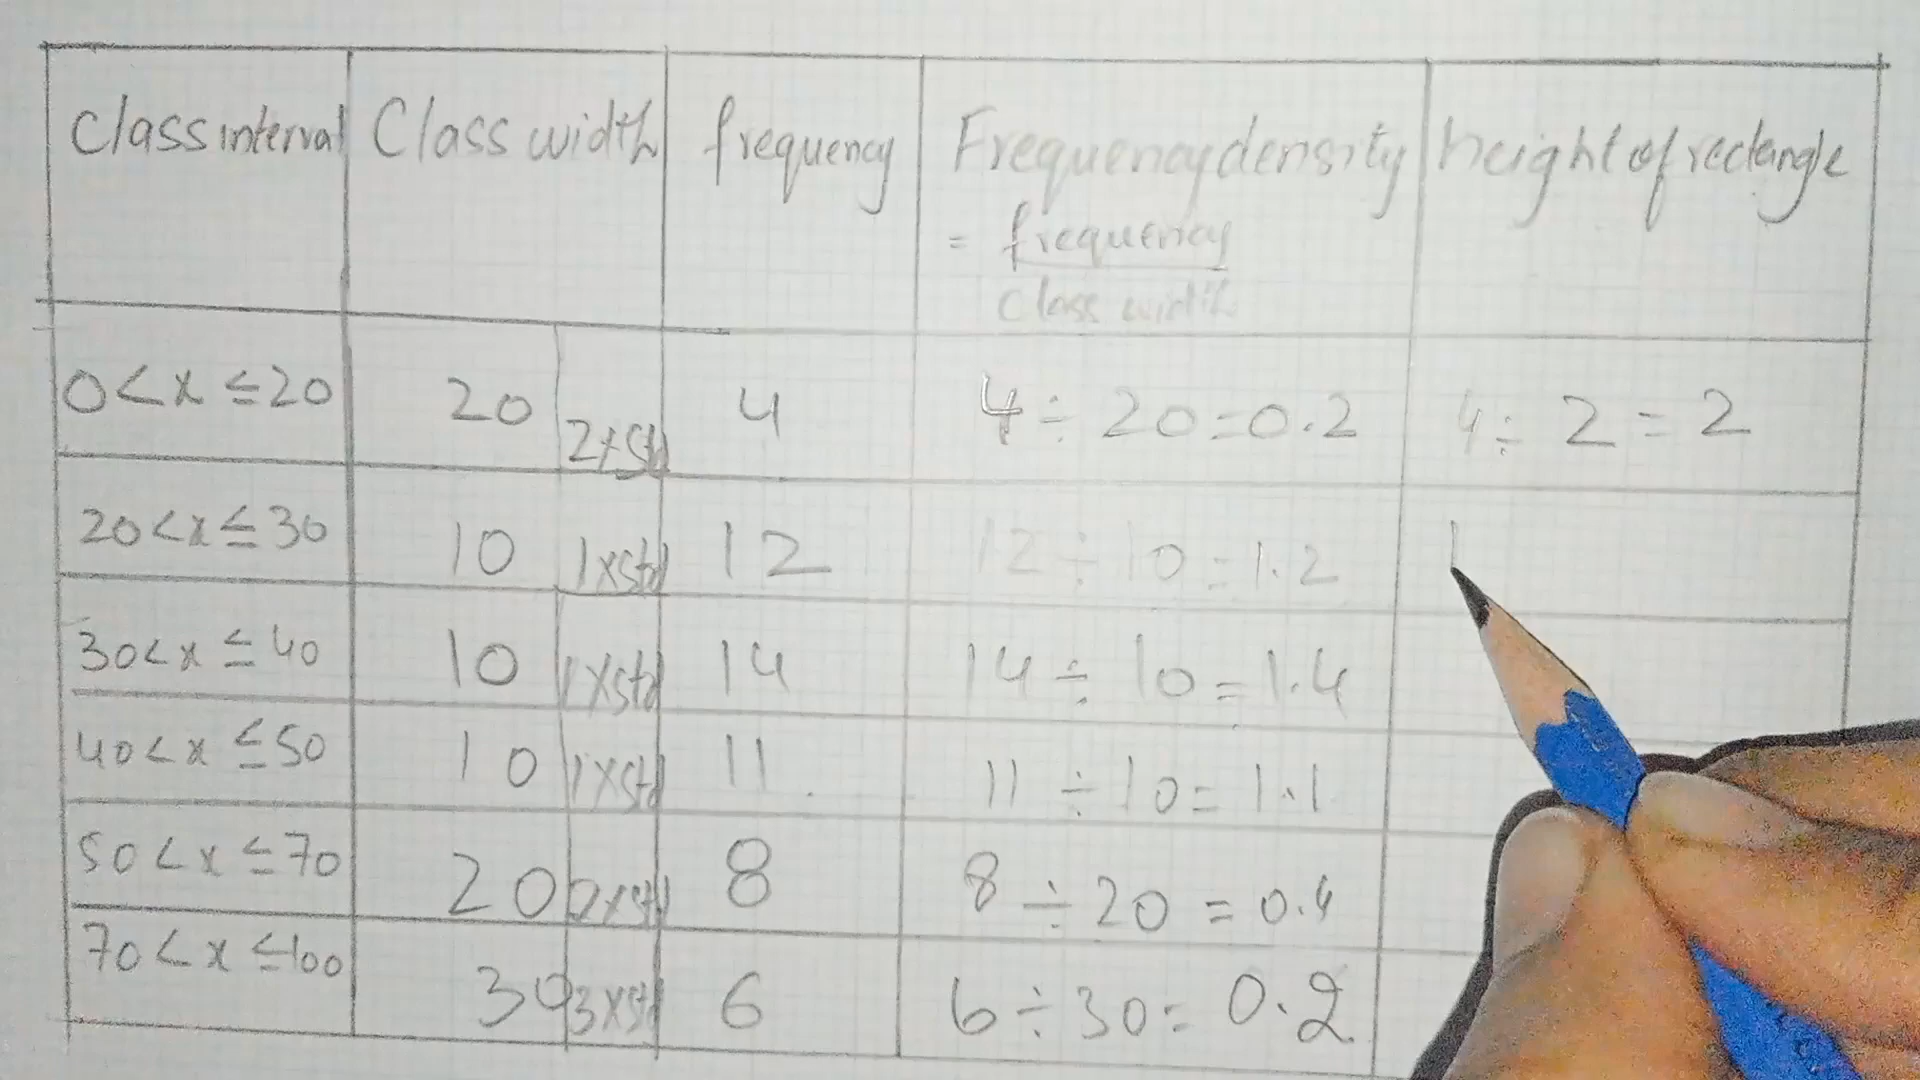 Class interval Class width frequency Frequency density height of rectangle
= frequency
Class width
0<x≤20 20 2×std 4 4÷20=0.2 4÷2=2
20<x≤30 10 1×std 12 12÷10=1.2 1
30<x≤40 10 1×std 14 14÷10=1.4
40<x≤50 10 1×std 11 11÷10=1.1
50<x≤70 20 2×std 8 8÷20=0.4
70<x≤100 30 3×std 6 6÷30=0.2